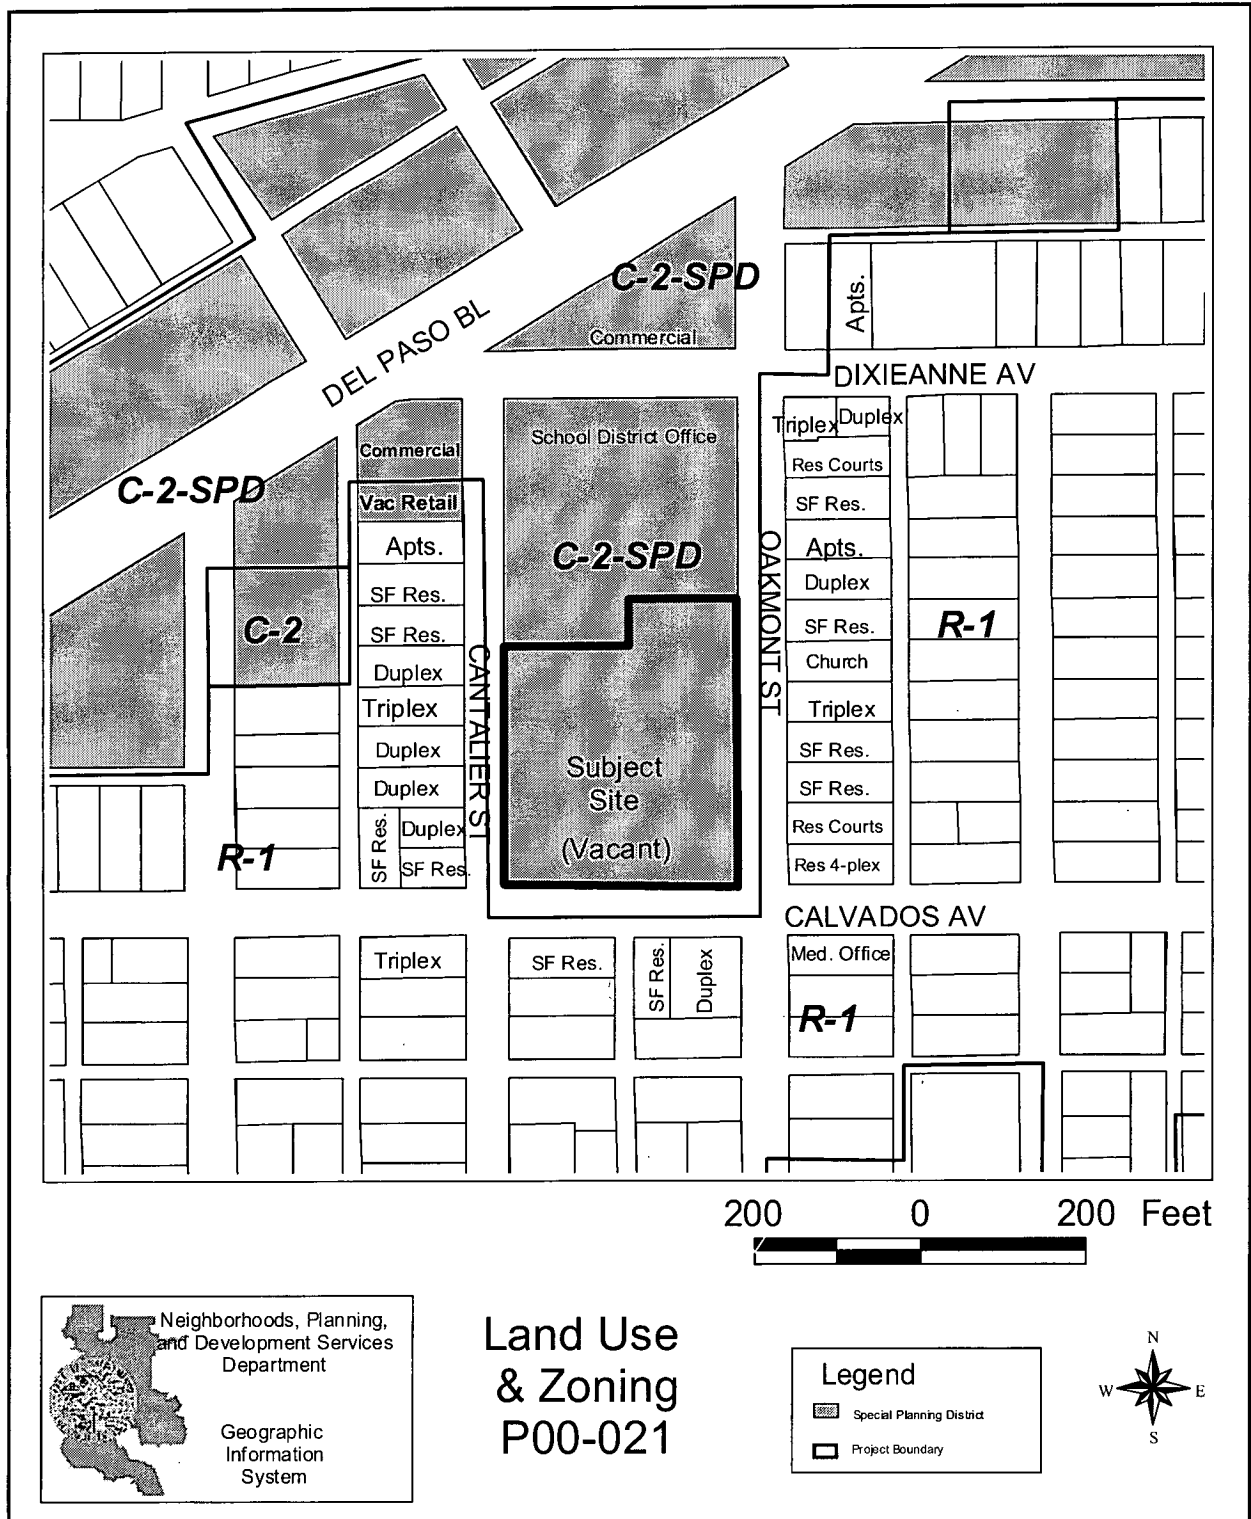 C-2-SPD
Commercial
Apts.
DEL PASO BL
DIXIEANNE AV
Triplex
Duplex
School District Office
Commercial
Res Courts
C-2-SPD
Vac Retail
SF Res.
Apts.
C-2-SPD
OAKMONT ST
Apts.
SF Res.
Duplex
C-2
SF Res.
SF Res.
R-1
CANTALIER ST
Duplex
Church
Triplex
Triplex
Duplex
SF Res.
Subject
Site
(Vacant)
Duplex
SF Res.
SF Res.
Duplex
Res Courts
R-1
SF Res.
Res 4-plex
CALVADOS AV
Triplex
SF Res.
SF Res.
Duplex
Med. Office
R-1
200 0 200 Feet
Neighborhoods, Planning,
and Development Services
Department
Geographic
Information
System
Land Use
& Zoning
P00-021
Legend
Special Planning District
Project Boundary
N
W E
S